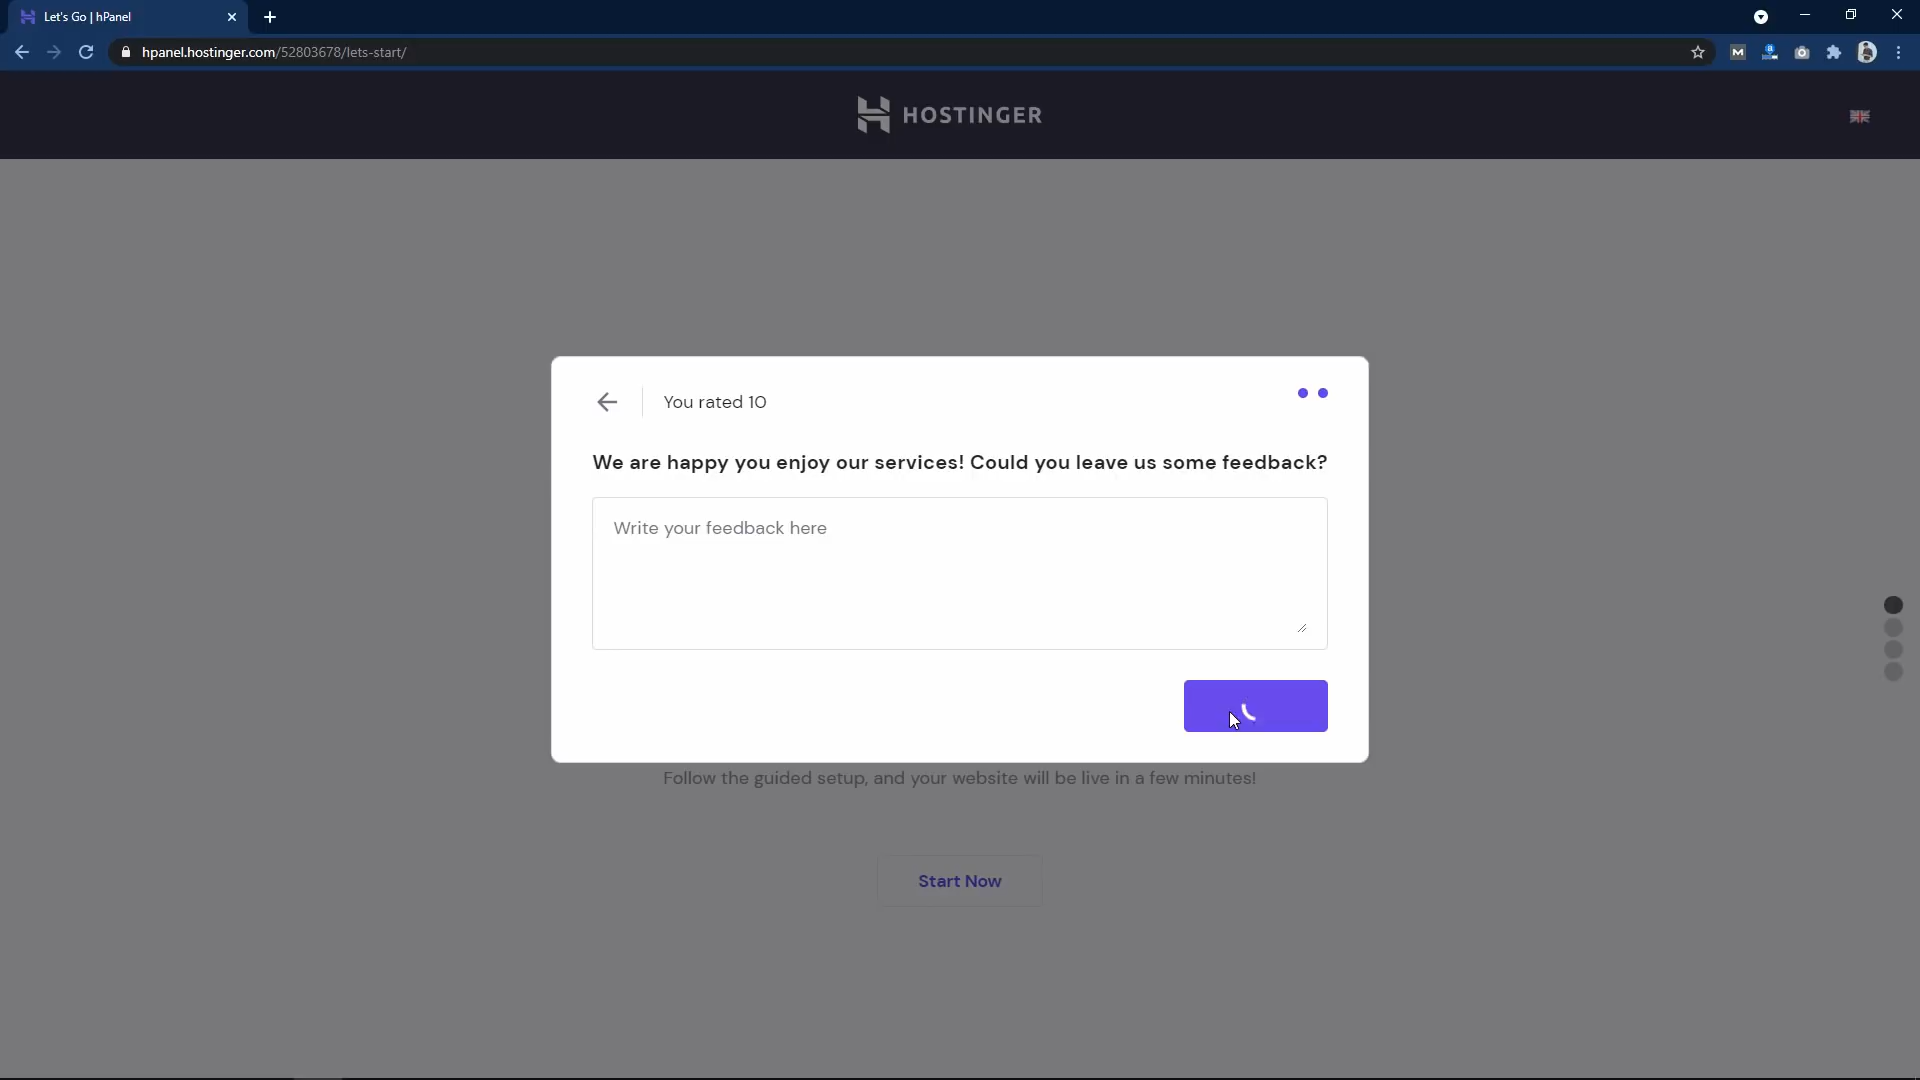 Let's Go | hPanel
hpanel.hostinger.com/52803678/lets-start/
HOSTINGER
You rated 10
We are happy you enjoy our services! Could you leave us some feedback?
Write your feedback here
Follow the guided setup, and your website will be live in a few minutes!
Start Now